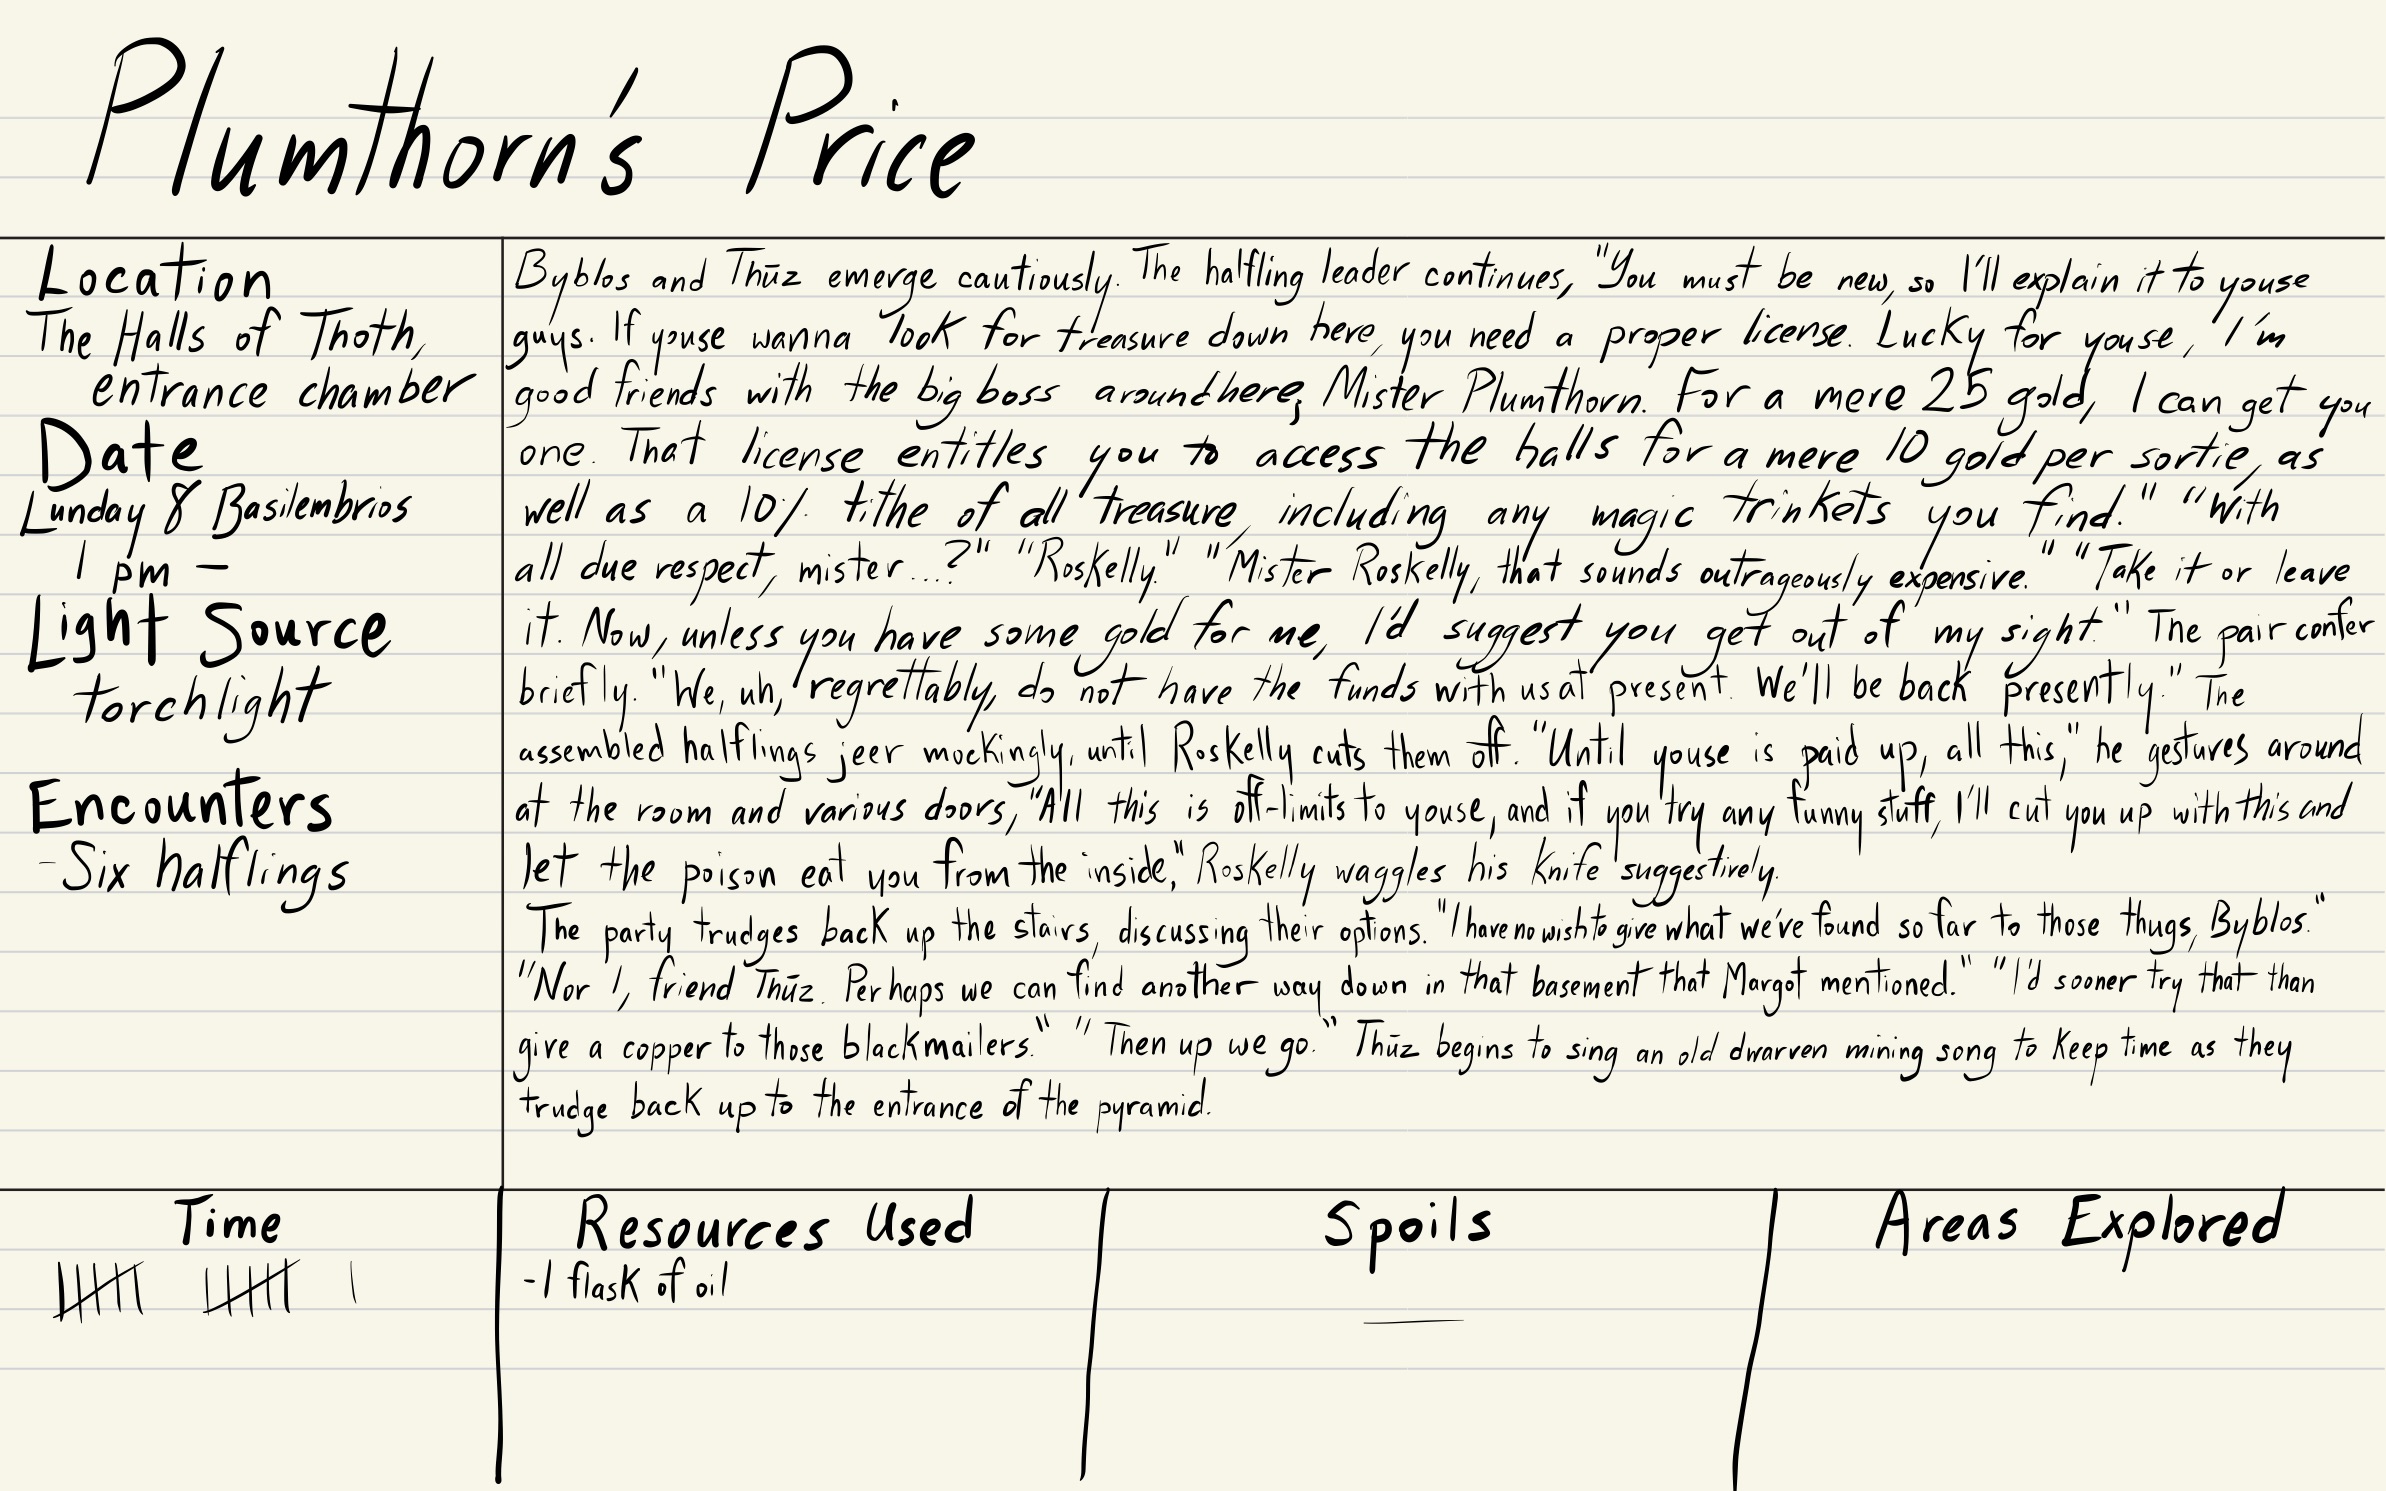 Plumthorn's Price
Location
The Halls of Thoth,
entrance chamber
Date
Lunday 8 Basilembrios
1 pm —
Light Source
torchlight
Encounters
-Six halflings
Byblos and Thūz emerge cautiously. The halfling leader continues, "You must be new, so I'll explain it to youse
guys. If youse wanna look for treasure down here, you need a proper license. Lucky for youse, I'm
good friends with the big boss around here, Mister Plumthorn. For a mere 25 gold, I can get you
one. That license entitles you to access the halls for a mere 10 gold per sortie, as
well as a 10% tithe of all treasure, including any magic trinkets you find." "With
all due respect, mister...?" "Roskelly." "Mister Roskelly, that sounds outrageously expensive." "Take it or leave
it. Now, unless you have some gold for me, I'd suggest you get out of my sight." The pair confer
briefly. "We, uh, regrettably, do not have the funds with us at present. We'll be back presently." The
assembled halflings jeer mockingly, until Roskelly cuts them off. "Until youse is paid up, all this," he gestures around
at the room and various doors, "All this is off-limits to youse, and if you try any funny stuff, I'll cut you up with this and
let the poison eat you from the inside," Roskelly waggles his knife suggestively.
The party trudges back up the stairs, discussing their options. "I have no wish to give what we've found so far to those thugs, Byblos."
"Nor I, friend Thūz. Perhaps we can find another way down in that basement that Margot mentioned." "I'd sooner try that than
give a copper to those blackmailers." "Then up we go." Thūz begins to sing an old dwarven mining song to keep time as they
trudge back up to the entrance of the pyramid.
Time
Resources Used
-1 flask of oil
Spoils
—
Areas Explored